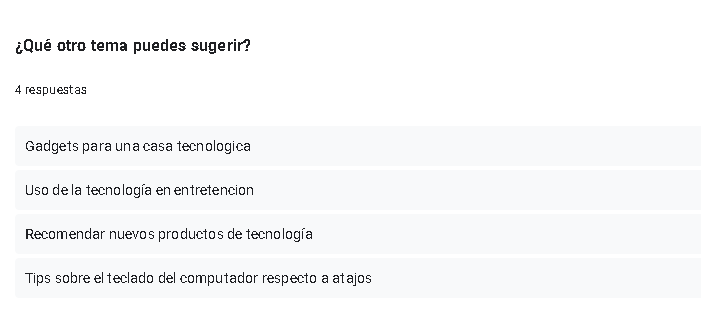 ¿Qué otro tema puedes sugerir?
4 respuestas
Gadgets para una casa tecnologica
Uso de la tecnología en entretencion
Recomendar nuevos productos de tecnología
Tips sobre el teclado del computador respecto a atajos